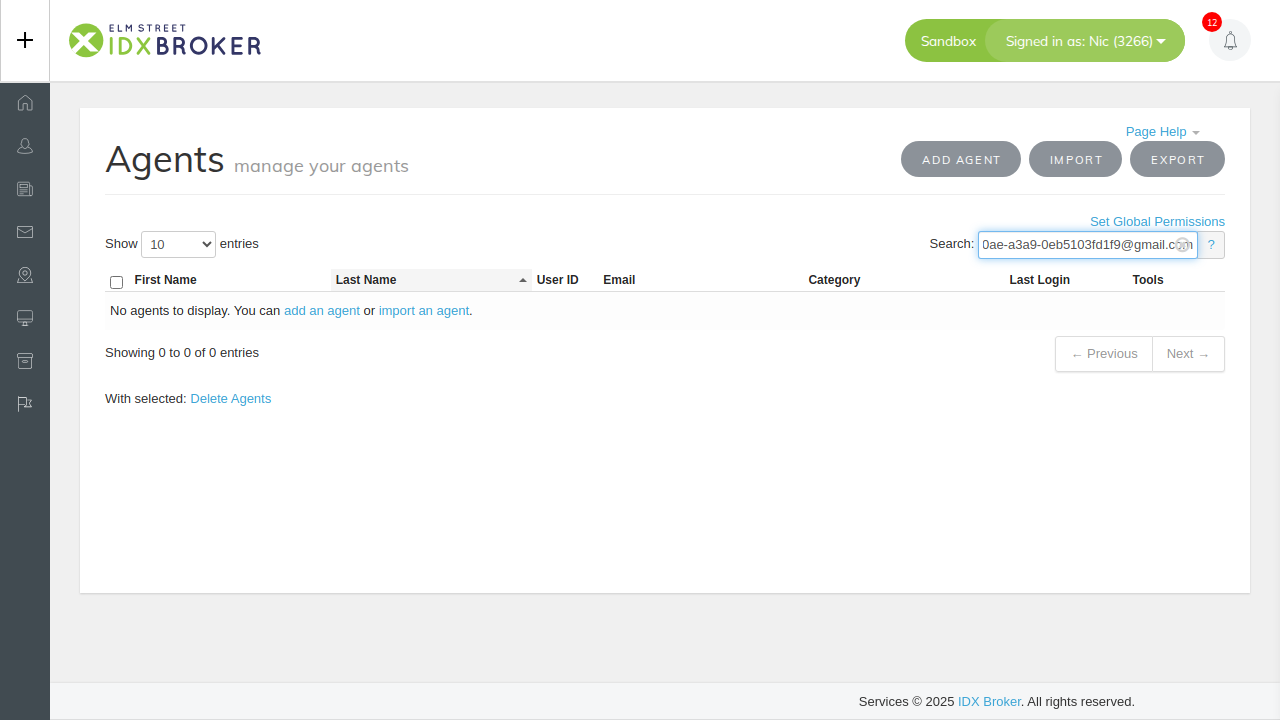 ELM STREET
IDXBROKER
Sandbox
Signed in as: Nic (3266)
12
Page Help
Agents manage your agents
ADD AGENT
IMPORT
EXPORT
Set Global Permissions
Show 10 entries
Search: 0ae-a3a9-0eb5103fd1f9@gmail.com ?
First Name
Last Name
User ID
Email
Category
Last Login
Tools
No agents to display. You can add an agent or import an agent.
Showing 0 to 0 of 0 entries
← Previous
Next →
With selected: Delete Agents
Services © 2025 IDX Broker. All rights reserved.